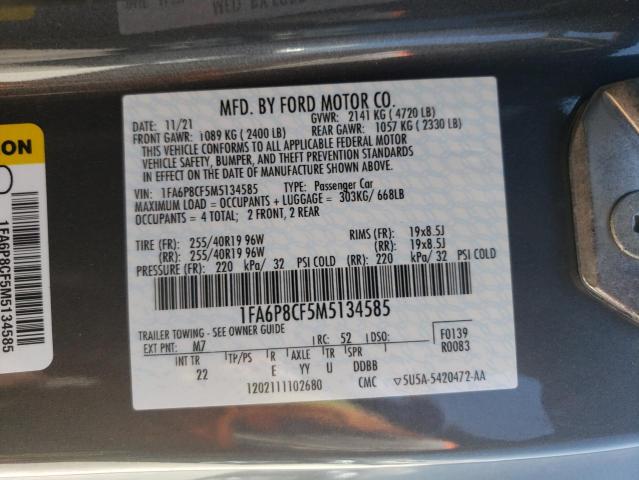 MFD. BY FORD MOTOR CO.
DATE: 11/21 GVWR: 2141 KG ( 4720 LB)
FRONT GAWR: 1089 KG ( 2400 LB) REAR GAWR: 1057 KG ( 2330 LB)
THIS VEHICLE CONFORMS TO ALL APPLICABLE FEDERAL MOTOR
VEHICLE SAFETY, BUMPER, AND THEFT PREVENTION STANDARDS
IN EFFECT ON THE DATE OF MANUFACTURE SHOWN ABOVE.
VIN: 1FA6P8CF5M5134585 TYPE: Passenger Car
MAXIMUM LOAD = OCCUPANTS + LUGGAGE = 303KG/ 668LB
OCCUPANTS = 4 TOTAL; 2 FRONT, 2 REAR
TIRE (FR): 255/40R19 96W RIMS (FR): 19x8.5J
(RR): 255/40R19 96W (RR): 19x8.5J
PRESSURE (FR): 220 kPa/ 32 PSI COLD (RR): 220 kPa/ 32 PSI COLD
1FA6P8CF5M5134585
TRAILER TOWING - SEE OWNER GUIDE
EXT PNT: M7 RC: 52 DSO: F0139
R0083
INT TR TP/PS R AXLE TR SPR
22 E YY U DDBB
1202111102680 CMC 5U5A-5420472-AA
ION
1FA6P8CF5M5134585